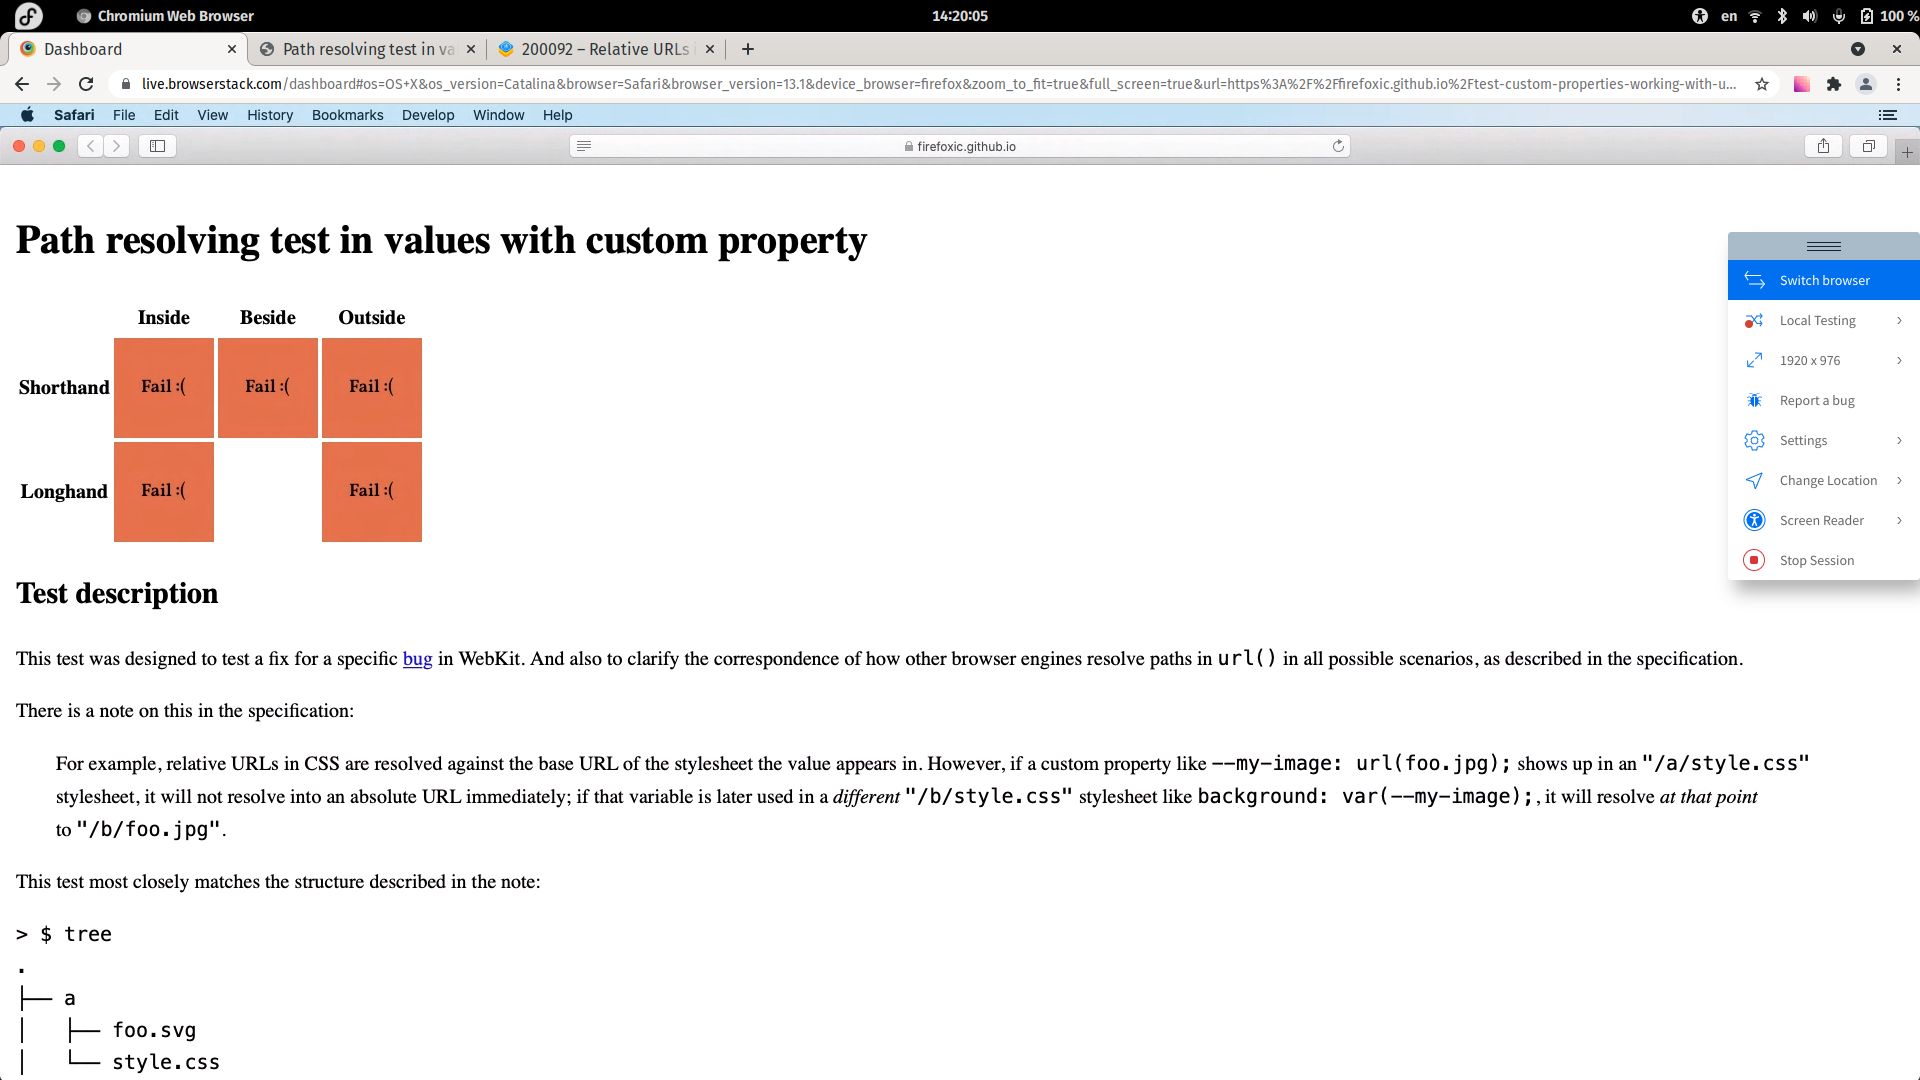 Chromium Web Browser
14:20:05
en
100 %
Dashboard
Path resolving test in va
200092 – Relative URLs
live.browserstack.com/dashboard#os=OS+X&os_version=Catalina&browser=Safari&browser_version=13.1&device_browser=firefox&zoom_to_fit=true&full_screen=true&url=https%3A%2F%2Ffirefoxic.github.io%2Ftest-custom-properties-working-with-u...
Safari File Edit View History Bookmarks Develop Window Help
firefoxic.github.io
Path resolving test in values with custom property
Inside Beside Outside
Shorthand Fail :( Fail :( Fail :(
Longhand Fail :( Fail :(
Switch browser
Local Testing
1920 x 976
Report a bug
Settings
Change Location
Screen Reader
Stop Session
Test description
This test was designed to test a fix for a specific bug in WebKit. And also to clarify the correspondence of how other browser engines resolve paths in url() in all possible scenarios, as described in the specification.
There is a note on this in the specification:
For example, relative URLs in CSS are resolved against the base URL of the stylesheet the value appears in. However, if a custom property like --my-image: url(foo.jpg); shows up in an "/a/style.css"
stylesheet, it will not resolve into an absolute URL immediately; if that variable is later used in a different "/b/style.css" stylesheet like background: var(--my-image);, it will resolve at that point
to "/b/foo.jpg".
This test most closely matches the structure described in the note:
> $ tree
.
├── a
│   ├── foo.svg
│   └── style.css